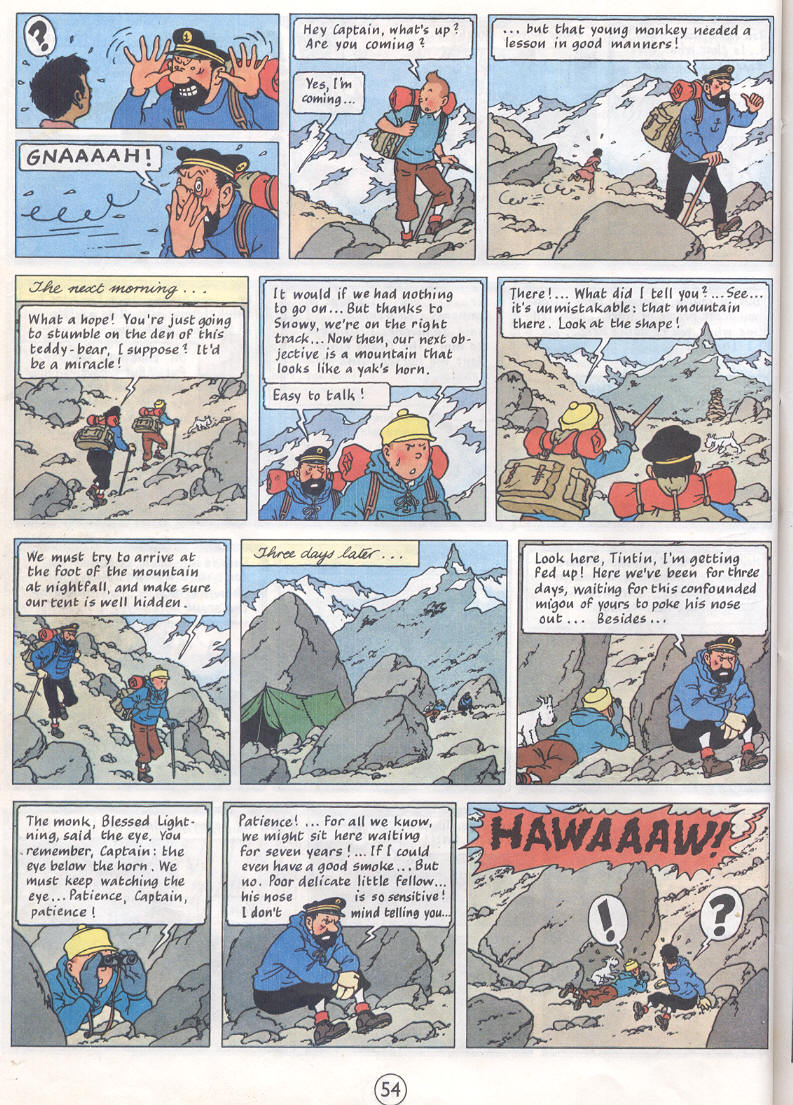 ?
GNAAAAH!
Hey Captain, what's up?
Are you coming?
Yes, I'm
coming...
... but that young monkey needed a
lesson in good manners!
The next morning...
What a hope! You're just going
to stumble on the den of this
teddy-bear, I suppose? It'd
be a miracle!
It would if we had nothing
to go on... But thanks to
Snowy, we're on the right
track... Now then, our next ob-
jective is a mountain that
looks like a yak's horn.
Easy to talk!
There!... What did I tell you?...See...
it's unmistakable: that mountain
there. Look at the shape!
We must try to arrive at
the foot of the mountain
at nightfall, and make sure
our tent is well hidden.
Three days later...
Look here, Tintin, I'm getting
fed up! Here we've been for three
days, waiting for this confounded
migou of yours to poke his nose
out... Besides...
The monk, Blessed Light-
ning, said the eye. You
remember, Captain: the
eye below the horn. We
must keep watching the
eye... Patience, Captain,
patience!
Patience! ... For all we know,
we might sit here waiting
for seven years!... If I could
even have a good smoke... But
no. Poor delicate little fellow...
his nose is so sensitive!
I don't mind telling you...
HAWAAAAW!
!
?
54